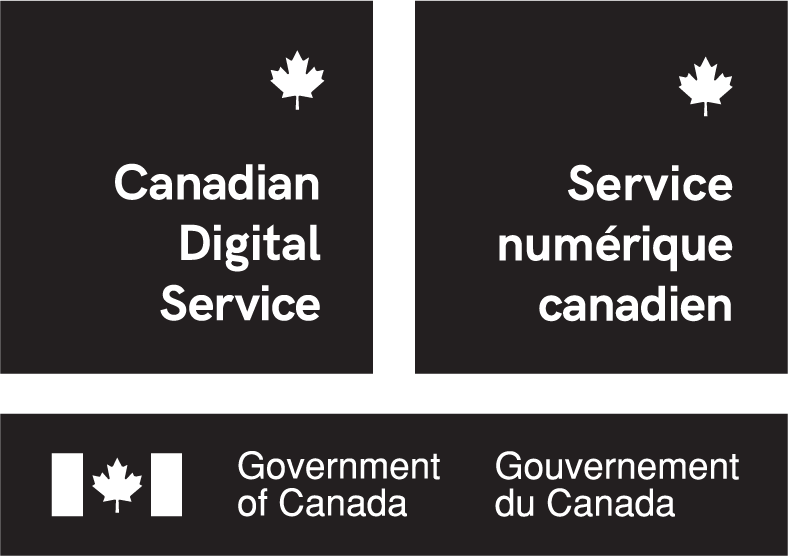 Canadian
Digital
Service
Service
numérique
canadien
Government
of Canada
Gouvernement
du Canada